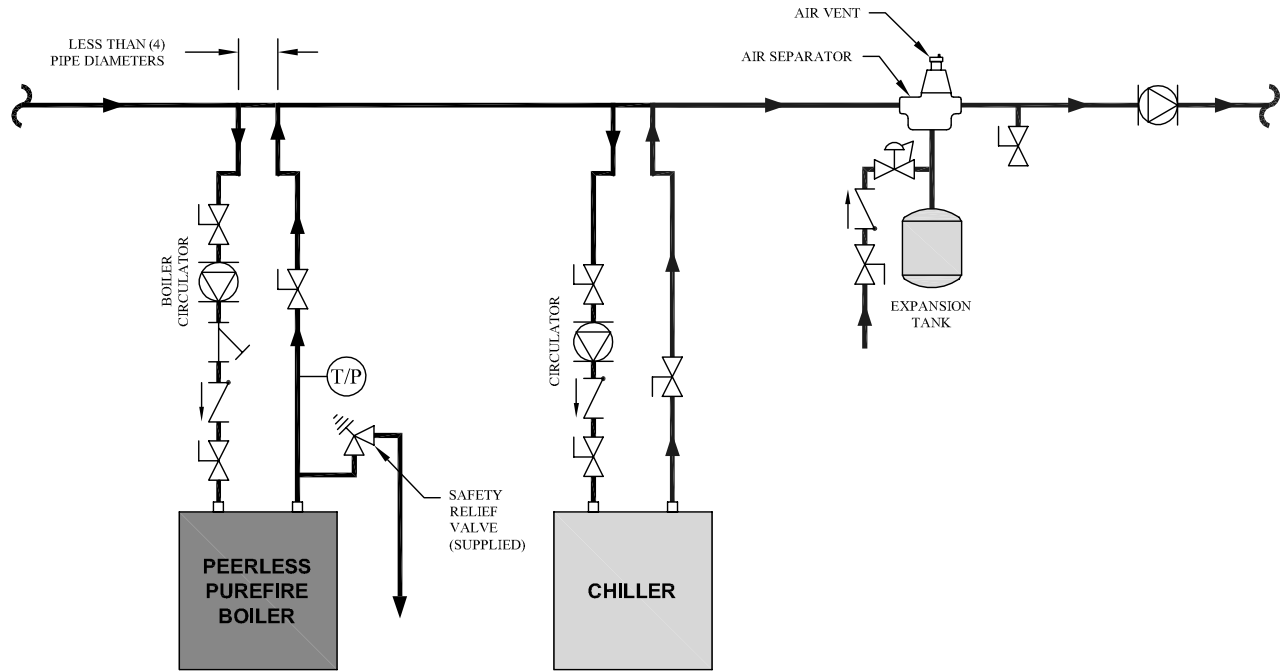 LESS THAN (4)
PIPE DIAMETERS
AIR VENT
AIR SEPARATOR
BOILER
CIRCULATOR
T/P
CIRCULATOR
EXPANSION
TANK
SAFETY
RELIEF
VALVE
(SUPPLIED)
PEERLESS
PUREFIRE
BOILER
CHILLER